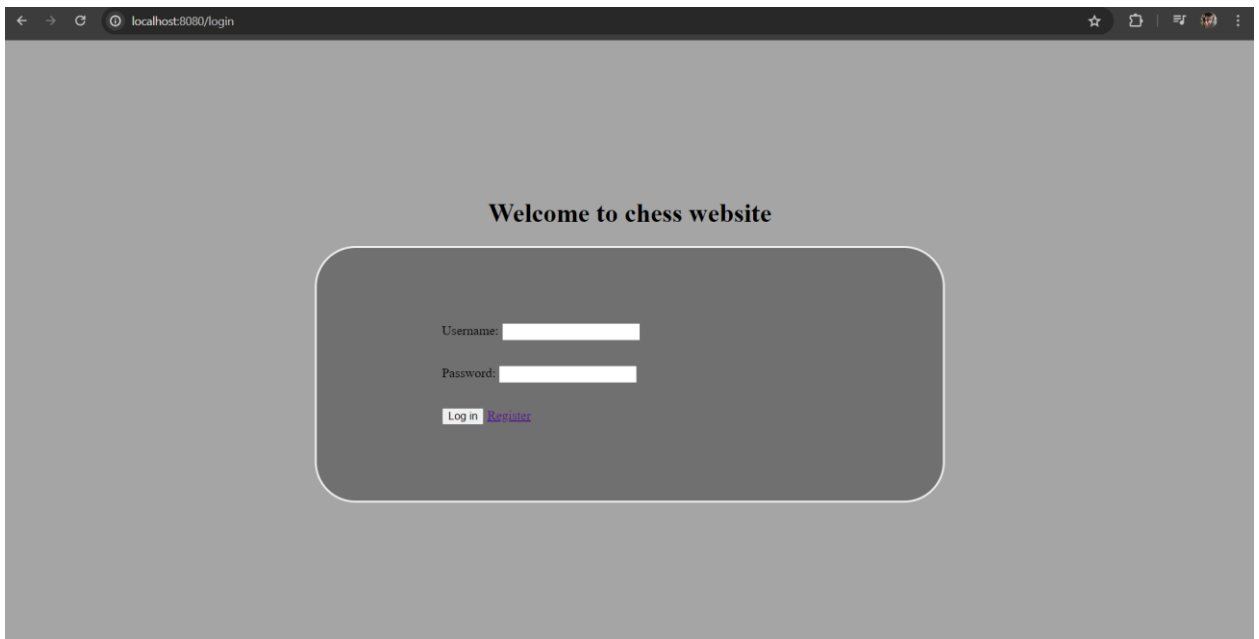 localhost:8080/login
Welcome to chess website
Username:
Password:
Log in Register